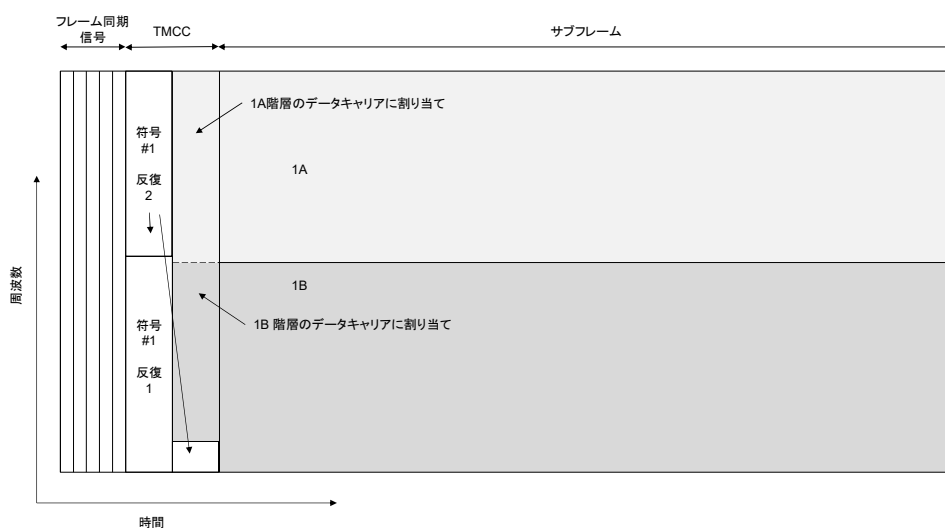 フレーム同期
信号
TMCC
サブフレーム
1A階層のデータキャリアに割り当て
符号
#1
反復
2
1A
1B
1B 階層のデータキャリアに割り当て
符号
#1
反復
1
周波数
時間